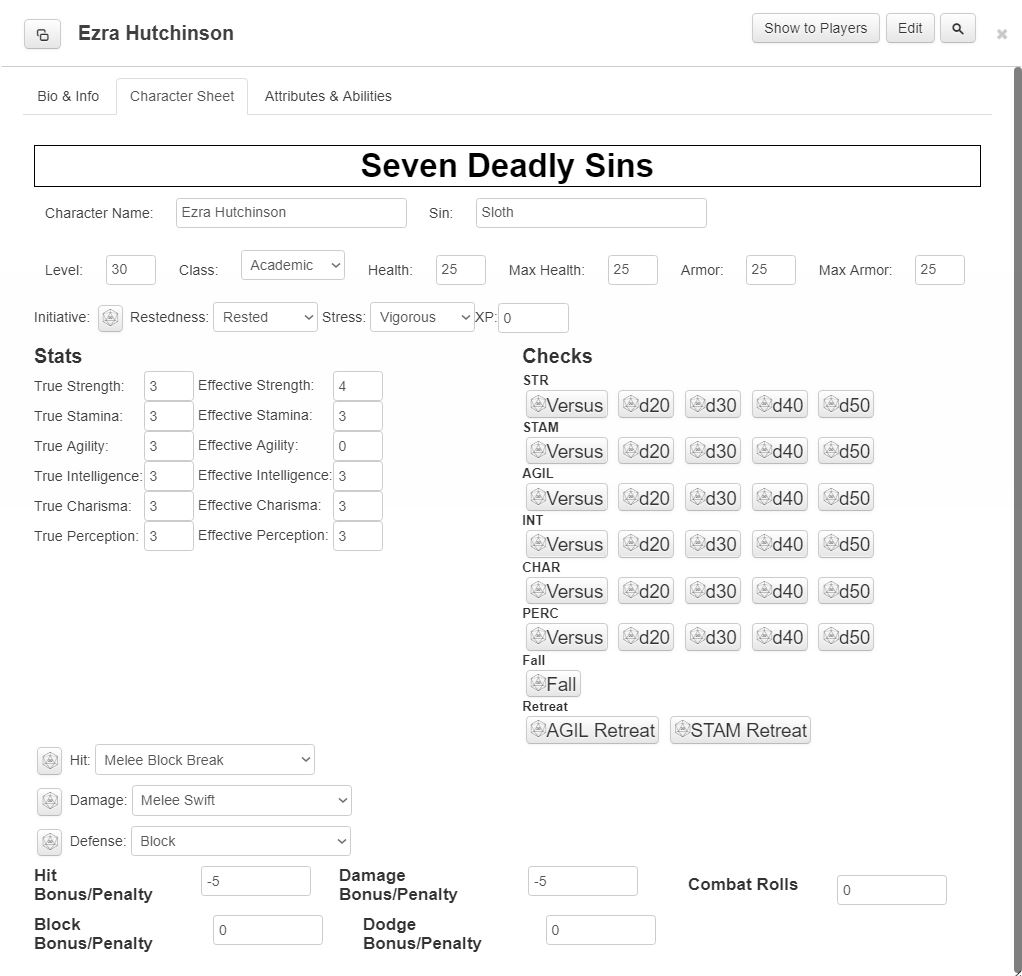 Ezra Hutchinson Show to Players Edit
Bio & Info Character Sheet Attributes & Abilities
Seven Deadly Sins
Character Name: Ezra Hutchinson Sin: Sloth
Level: 30 Class: Academic Health: 25 Max Health: 25 Armor: 25 Max Armor: 25
Initiative: Restedness: Rested Stress: Vigorous XP: 0
Stats
True Strength: 3 Effective Strength: 4
True Stamina: 3 Effective Stamina: 3
True Agility: 3 Effective Agility: 0
True Intelligence: 3 Effective Intelligence: 3
True Charisma: 3 Effective Charisma: 3
True Perception: 3 Effective Perception: 3
Checks
STR
Versus d20 d30 d40 d50
STAM
Versus d20 d30 d40 d50
AGIL
Versus d20 d30 d40 d50
INT
Versus d20 d30 d40 d50
CHAR
Versus d20 d30 d40 d50
PERC
Versus d20 d30 d40 d50
Fall
Fall
Retreat
AGIL Retreat STAM Retreat
Hit: Melee Block Break
Damage: Melee Swift
Defense: Block
Hit
Bonus/Penalty
-5
Damage
Bonus/Penalty
-5
Combat Rolls 0
Block
Bonus/Penalty
0
Dodge
Bonus/Penalty
0